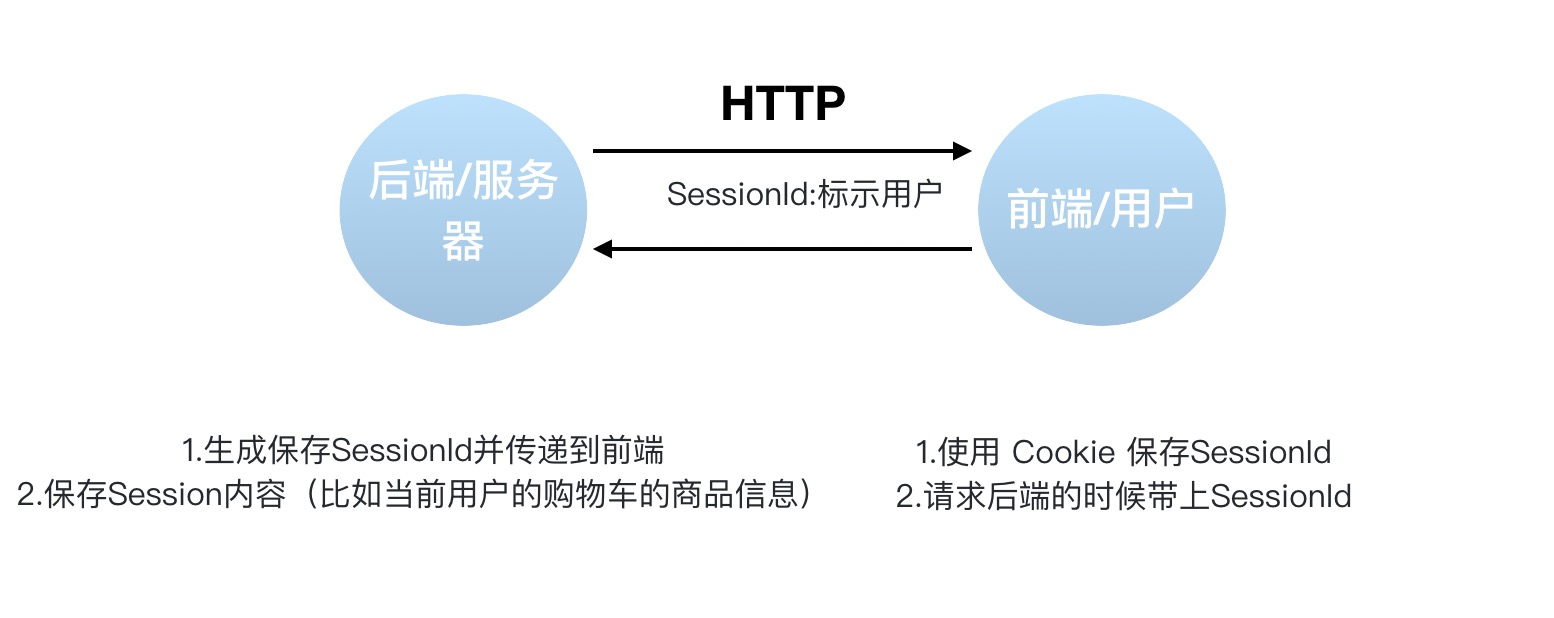 HTTP
后端/服务
器
SessionId:标示用户
前端/用户
1.生成保存SessionId并传递到前端
2.保存Session内容（比如当前用户的购物车的商品信息）
1.使用 Cookie 保存SessionId
2.请求后端的时候带上SessionId